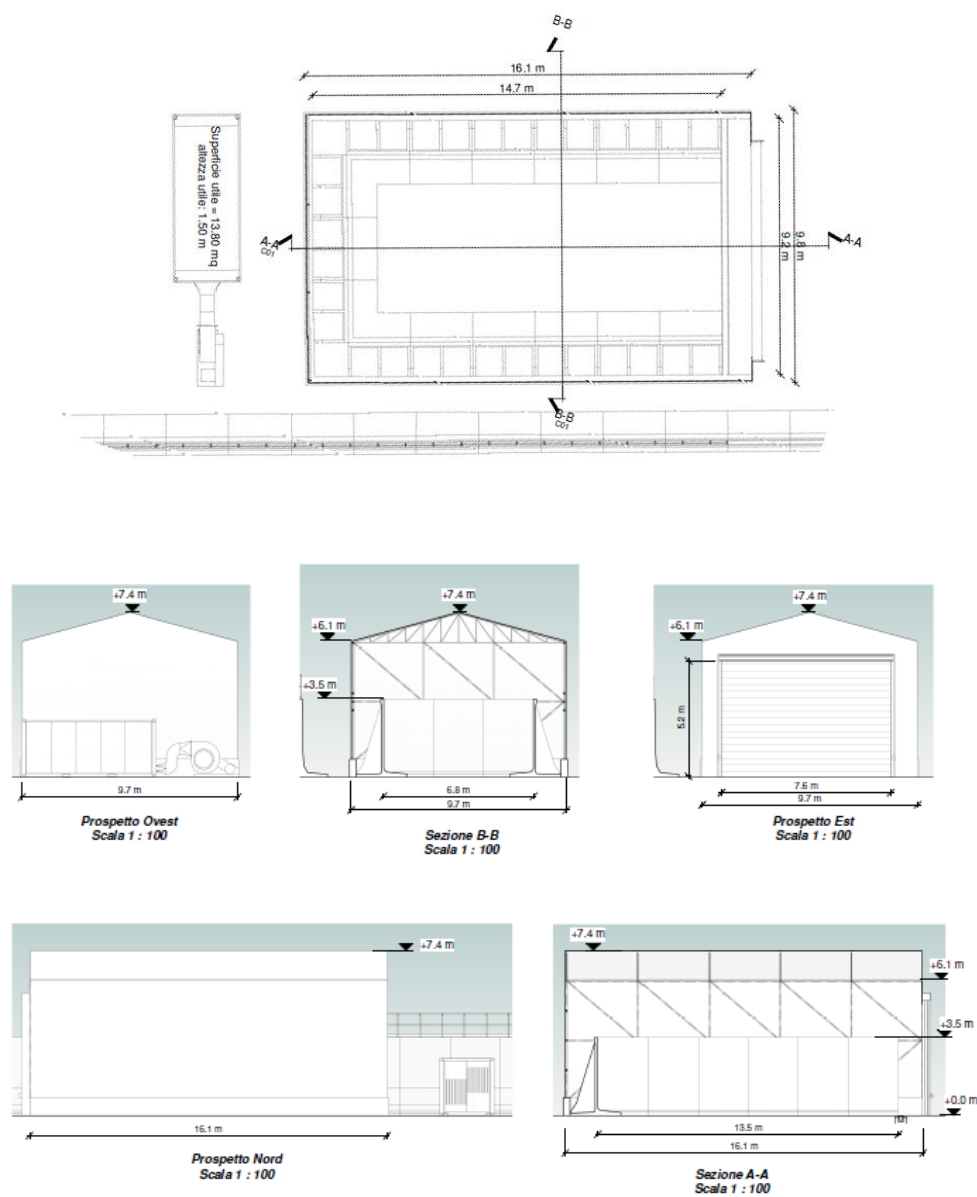 B-B
16.1 m
14.7 m
Superficie utile = 13.80 mq
altezza utile: 1.50 m
A-A
C01
A-A
9.2 m
9.8 m
B-B
C01
+7.4 m
9.7 m
Prospetto Ovest
Scala 1 : 100
+7.4 m
+6.1 m
+3.5 m
6.8 m
9.7 m
Sezione B-B
Scala 1 : 100
+7.4 m
+6.1 m
5.2 m
7.6 m
9.7 m
Prospetto Est
Scala 1 : 100
+7.4 m
16.1 m
Prospetto Nord
Scala 1 : 100
+7.4 m
+6.1 m
+3.5 m
+0.0 m
13.5 m
16.1 m
Sezione A-A
Scala 1 : 100